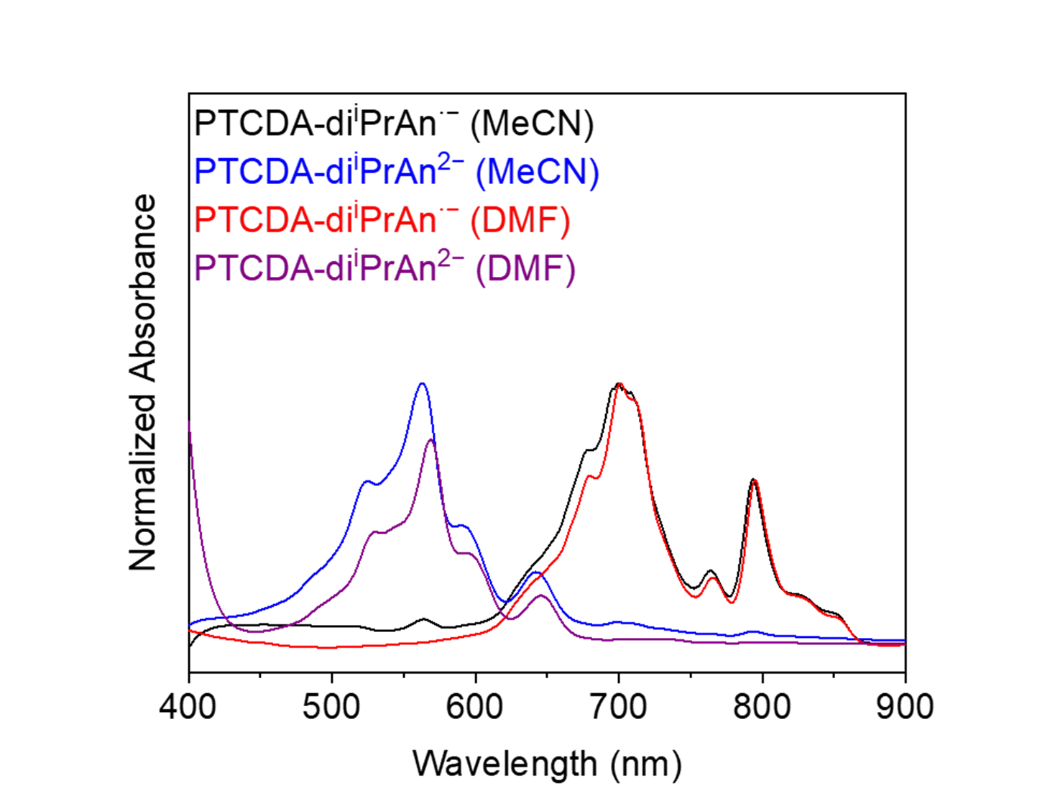 PTCDA-diⁱPrAn·− (MeCN)
PTCDA-diⁱPrAn²⁻ (MeCN)
PTCDA-diⁱPrAn·− (DMF)
PTCDA-diⁱPrAn²⁻ (DMF)
Normalized Absorbance
400 500 600 700 800 900
Wavelength (nm)